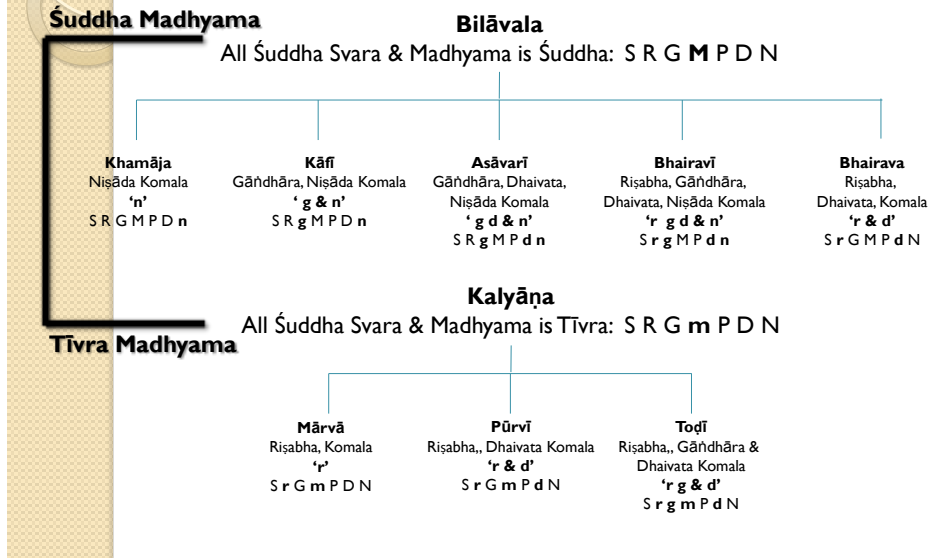 Śuddha Madhyama
Bilāvala
All Śuddha Svara & Madhyama is Śuddha: S R G M P D N
Khamāja
Niṣāda Komala
‘n’
S R G M P D n
Kāfī
Gāṅdhāra, Niṣāda Komala
‘ g & n’
S R g M P D n
Asāvarī
Gāṅdhāra, Dhaivata,
Niṣāda Komala
‘ g d & n’
S R g M P d n
Bhairavī
Riṣabha, Gāṅdhāra,
Dhaivata, Niṣāda Komala
‘r g d & n’
S r g M P d n
Bhairava
Riṣabha,
Dhaivata, Komala
‘r & d’
S r G M P d N
Kalyāṇa
All Śuddha Svara & Madhyama is Tīvra: S R G m P D N
Tīvra Madhyama
Mārvā
Riṣabha, Komala
‘r’
S r G m P D N
Pūrvī
Riṣabha,, Dhaivata Komala
‘r & d’
S r G m P d N
Toḍī
Riṣabha,, Gāṅdhāra &
Dhaivata Komala
‘r g & d’
S r g m P d N